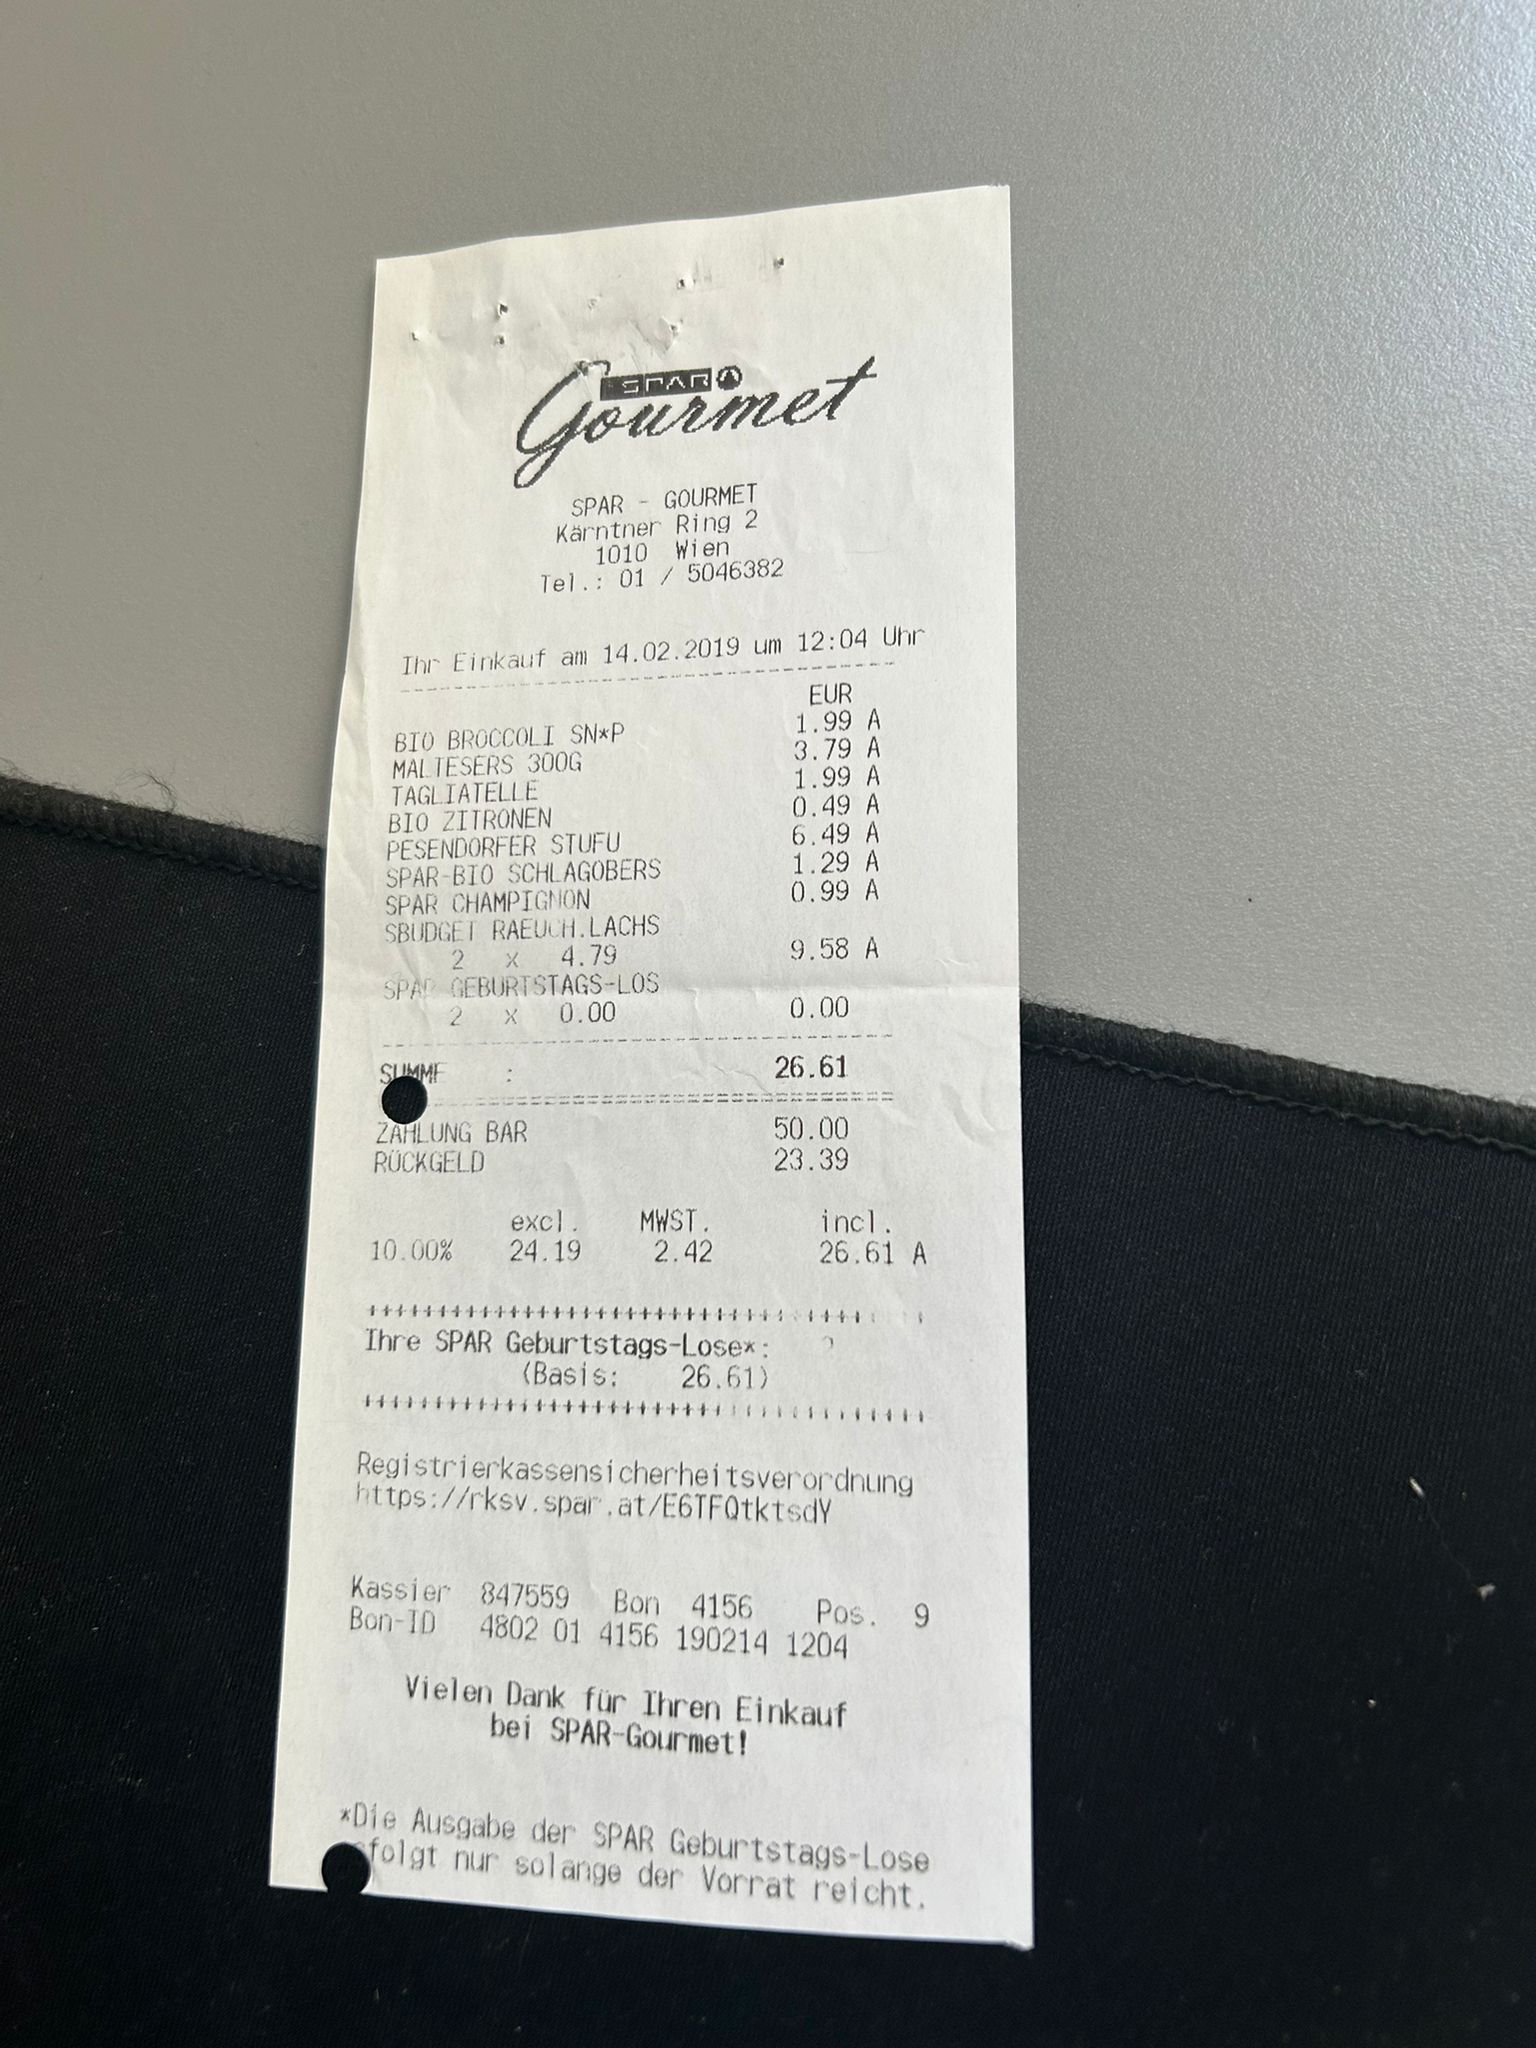 SPAR
Gourmet
SPAR - GOURMET
Kärntner Ring 2
1010 Wien
Tel.: 01 / 5046382
Ihr Einkauf am 14.02.2019 um 12:04 Uhr
EUR
BIO BROCCOLI SN*P 1.99 A
MALTESERS 300G 3.79 A
TAGLIATELLE 1.99 A
BIO ZITRONEN 0.49 A
PESENDORFER STUFU 6.49 A
SPAR-BIO SCHLAGOBERS 1.29 A
SPAR CHAMPIGNON 0.99 A
SBUDGET RAEUCH.LACHS
2 x 4.79 9.58 A
SPAR GEBURTSTAGS-LOS
2 x 0.00 0.00
SUMME : 26.61
ZAHLUNG BAR 50.00
RÜCKGELD 23.39
excl. MWST. incl.
10.00% 24.19 2.42 26.61 A
Ihre SPAR Geburtstags-Lose*:
(Basis: 26.61)
Registrierkassensicherheitsverordnung
https://rksv.spar.at/E6TFQtktsdY
Kassier 847559 Bon 4156 Pos. 9
Bon-ID 4802 01 4156 190214 1204
Vielen Dank für Ihren Einkauf
bei SPAR-Gourmet!
*Die Ausgabe der SPAR Geburtstags-Lose
nur solange der Vorrat reicht.